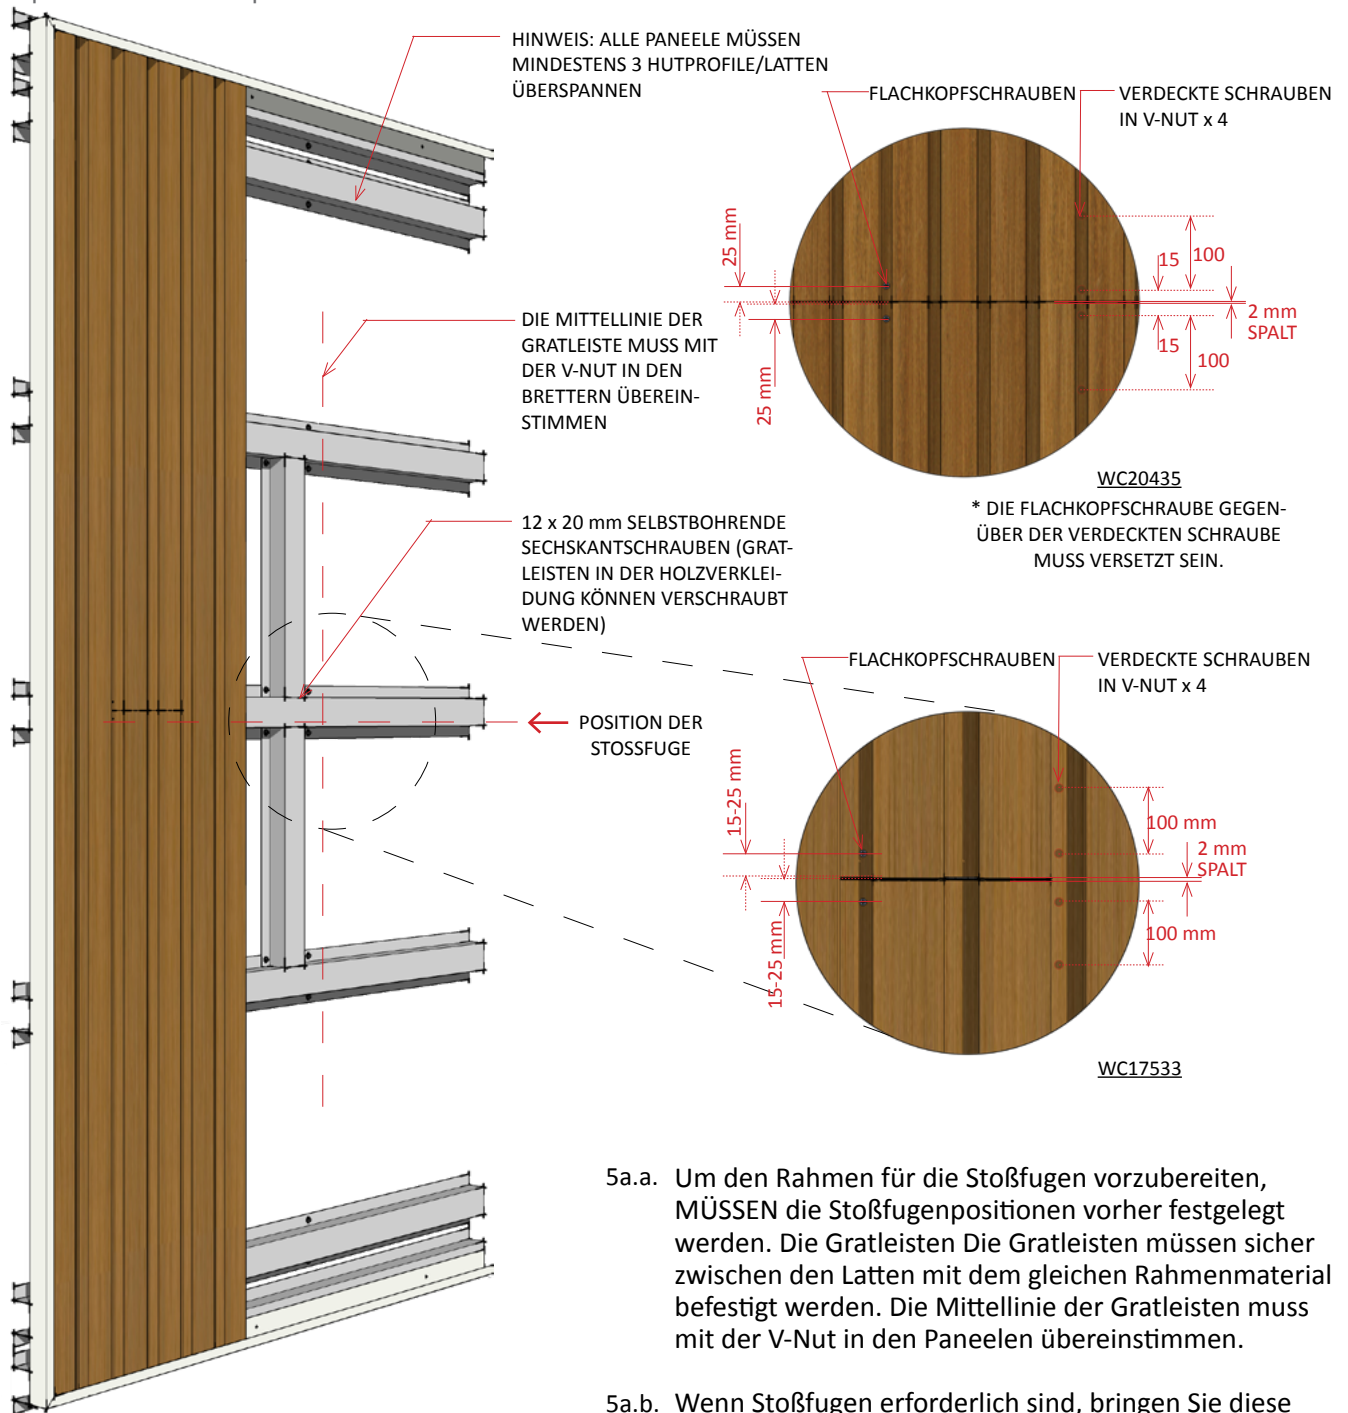 HINWEIS: ALLE PANEELE MÜSSEN
MINDESTENS 3 HUTPROFILE/LATTEN
ÜBERSPANNEN
FLACHKOPFSCHRAUBEN
VERDECKTE SCHRAUBEN
IN V-NUT x 4
25 mm
25 mm
15
100
2 mm
SPALT
15
100
WC20435
* DIE FLACHKOPFSCHRAUBE GEGEN-
ÜBER DER VERDECKTEN SCHRAUBE
MUSS VERSETZT SEIN.
DIE MITTELLINIE DER
GRATLEISTE MUSS MIT
DER V-NUT IN DEN
BRETTERN ÜBEREIN-
STIMMEN
12 x 20 mm SELBSTBOHRENDE
SECHSKANTSCHRAUBEN (GRAT-
LEISTEN IN DER HOLZVERKLEI-
DUNG KÖNNEN VERSCHRAUBT
WERDEN)
POSITION DER
STOSSFUGE
FLACHKOPFSCHRAUBEN
VERDECKTE SCHRAUBEN
IN V-NUT x 4
15-25 mm
15-25 mm
100 mm
2 mm
SPALT
100 mm
WC17533
5a.a. Um den Rahmen für die Stoßfugen vorzubereiten,
MÜSSEN die Stoßfugenpositionen vorher festgelegt
werden. Die Gratleisten Die Gratleisten müssen sicher
zwischen den Latten mit dem gleichen Rahmenmaterial
befestigt werden. Die Mittellinie der Gratleisten muss
mit der V-Nut in den Paneelen übereinstimmen.
5a.b. Wenn Stoßfugen erforderlich sind, bringen Sie diese